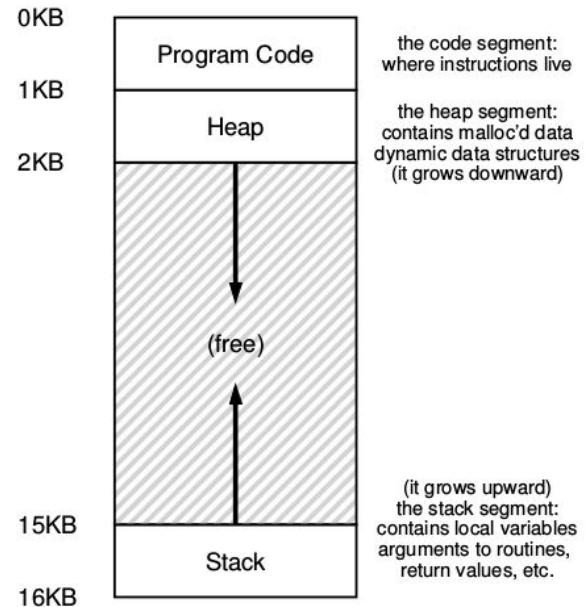 0KB
Program Code
the code segment:
where instructions live
1KB
Heap
the heap segment:
contains malloc'd data
dynamic data structures
(it grows downward)
2KB
(free)
(it grows upward)
the stack segment:
contains local variables
arguments to routines,
return values, etc.
15KB
Stack
16KB